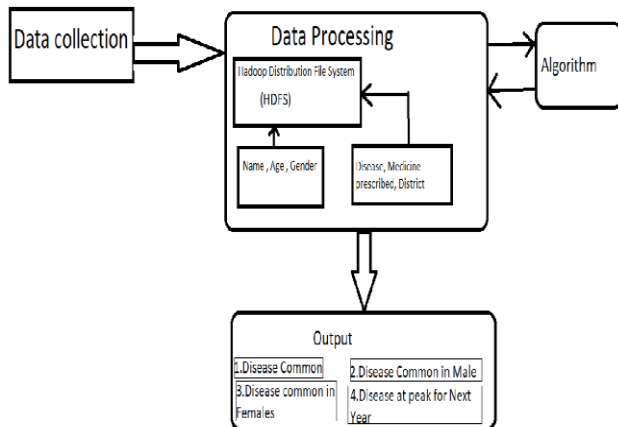 Data collection
Data Processing
Hadoop Distribution File System
(HDFS)
Name , Age , Gender
Disease, Medicine
prescribed, District
Algorithm
Output
1.Disease Common
2.Disease Common in Male
3.Disease common in
Females
4.Disease at peak for Next
Year